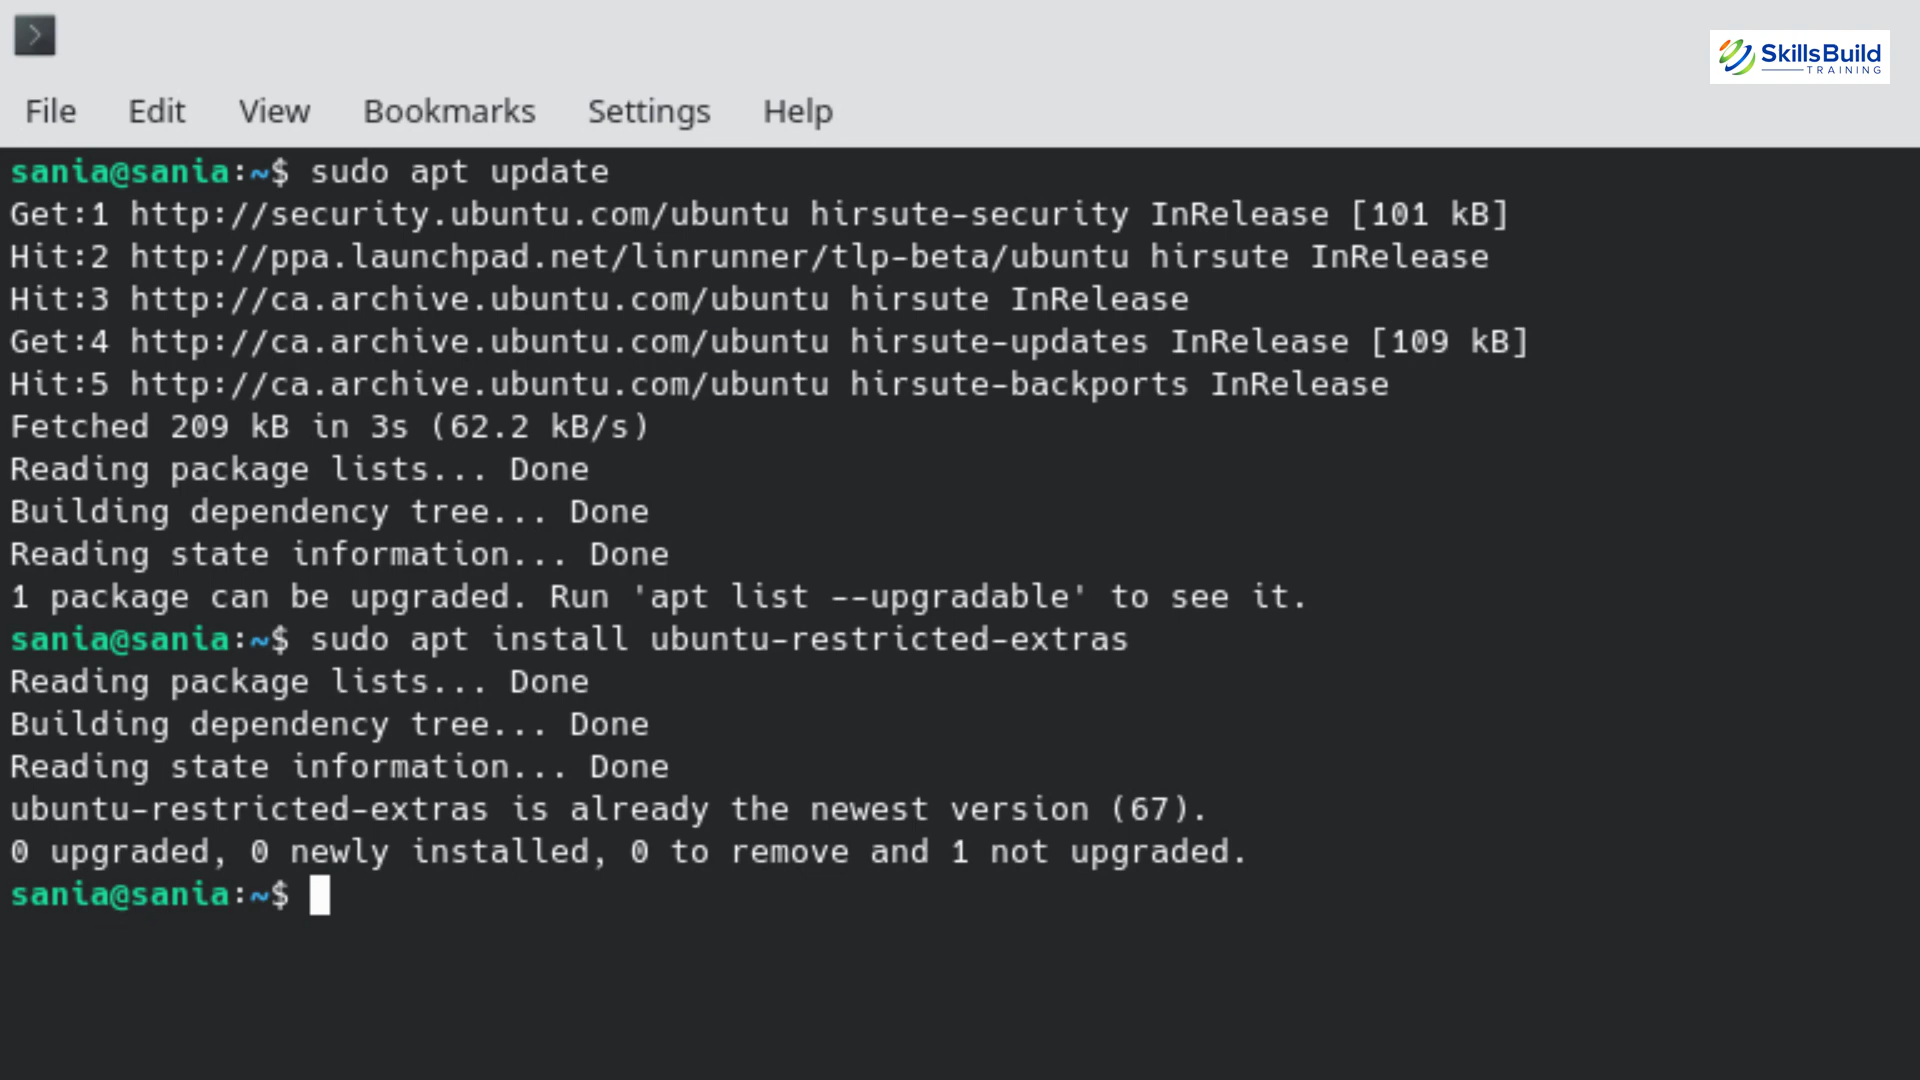 SkillsBuild
TRAINING
File Edit View Bookmarks Settings Help
sania@sania:~$ sudo apt update
Get:1 http://security.ubuntu.com/ubuntu hirsute-security InRelease [101 kB]
Hit:2 http://ppa.launchpad.net/linrunner/tlp-beta/ubuntu hirsute InRelease
Hit:3 http://ca.archive.ubuntu.com/ubuntu hirsute InRelease
Get:4 http://ca.archive.ubuntu.com/ubuntu hirsute-updates InRelease [109 kB]
Hit:5 http://ca.archive.ubuntu.com/ubuntu hirsute-backports InRelease
Fetched 209 kB in 3s (62.2 kB/s)
Reading package lists... Done
Building dependency tree... Done
Reading state information... Done
1 package can be upgraded. Run 'apt list --upgradable' to see it.
sania@sania:~$ sudo apt install ubuntu-restricted-extras
Reading package lists... Done
Building dependency tree... Done
Reading state information... Done
ubuntu-restricted-extras is already the newest version (67).
0 upgraded, 0 newly installed, 0 to remove and 1 not upgraded.
sania@sania:~$